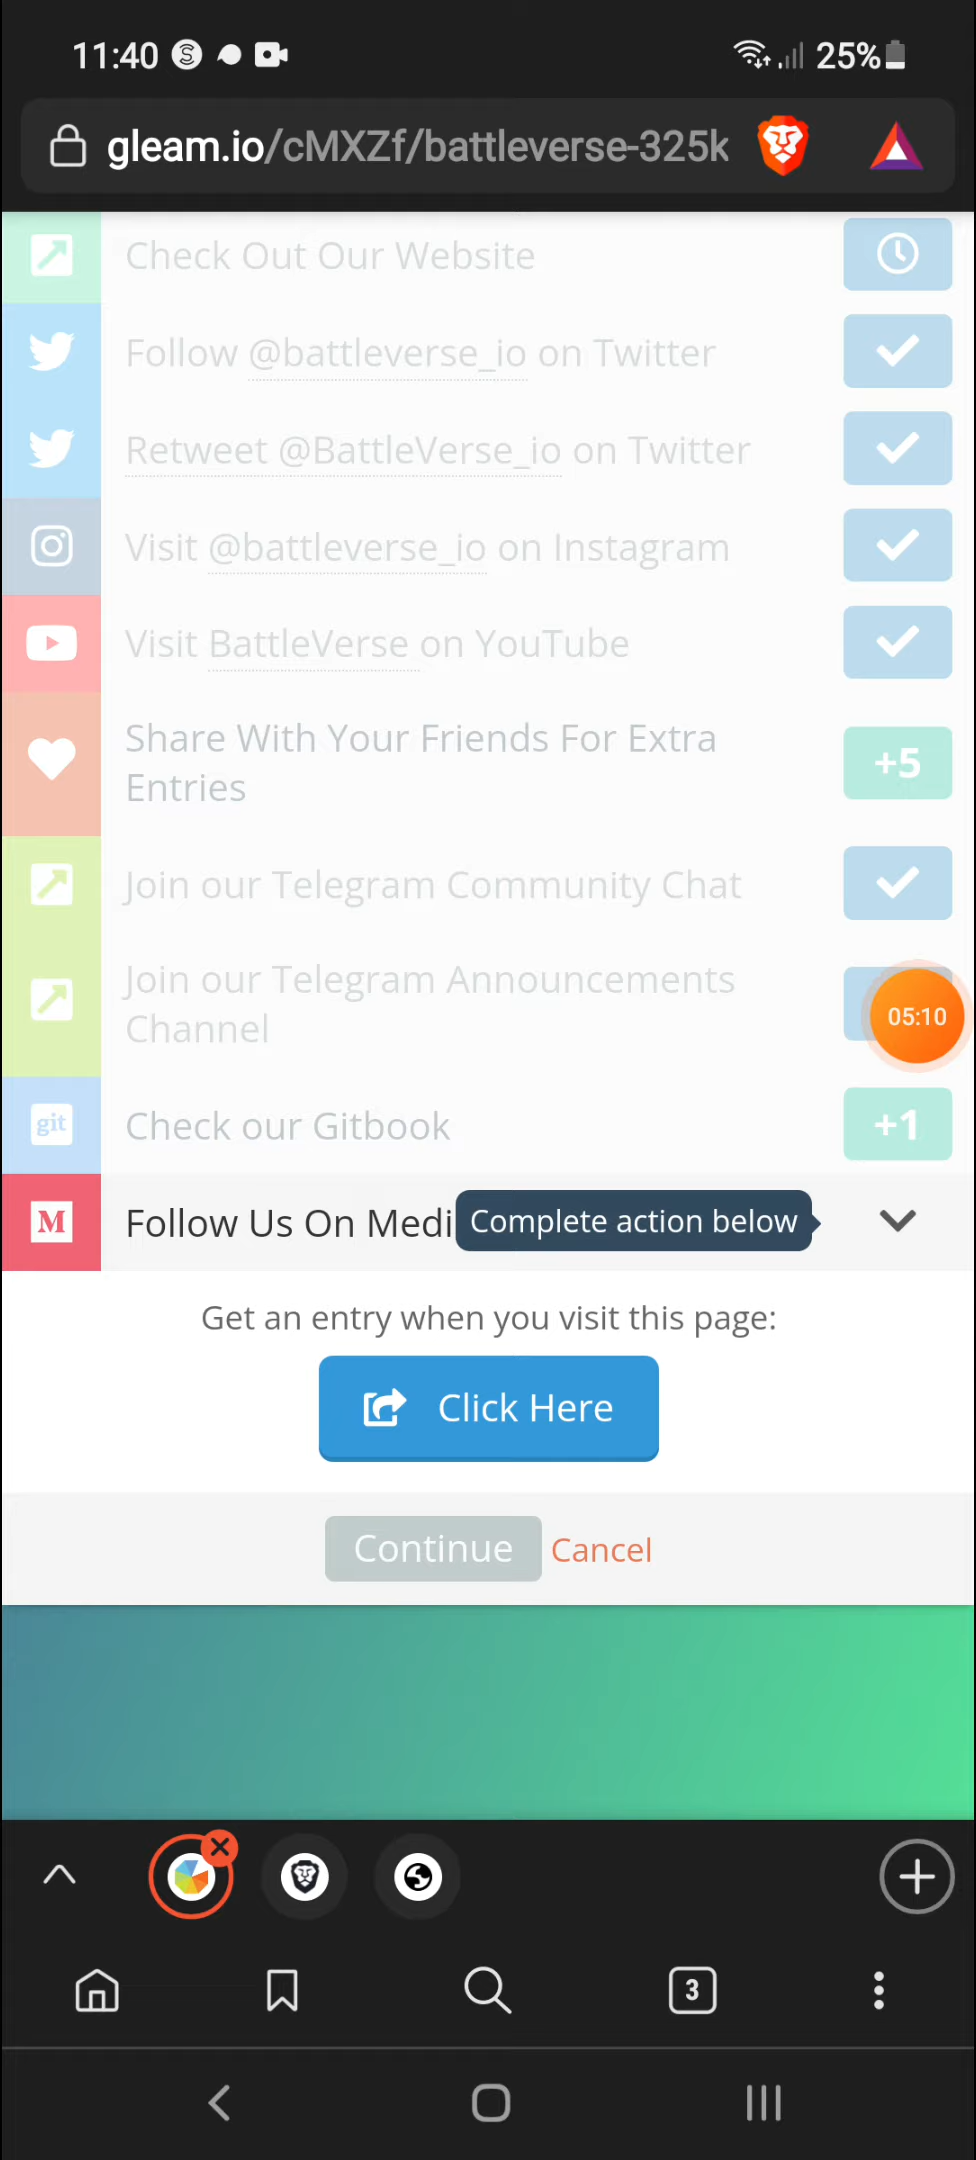 11:40
25%
gleam.io/cMXZf/battleverse-325k
Check Out Our Website
Follow @battleverse_io on Twitter
Retweet @BattleVerse_io on Twitter
Visit @battleverse_io on Instagram
Visit BattleVerse on YouTube
Share With Your Friends For Extra
Entries
+5
Join our Telegram Community Chat
Join our Telegram Announcements
Channel
05:10
git
Check our Gitbook
+1
M
Follow Us On Medi
Complete action below
Get an entry when you visit this page:
Click Here
Continue
Cancel
3